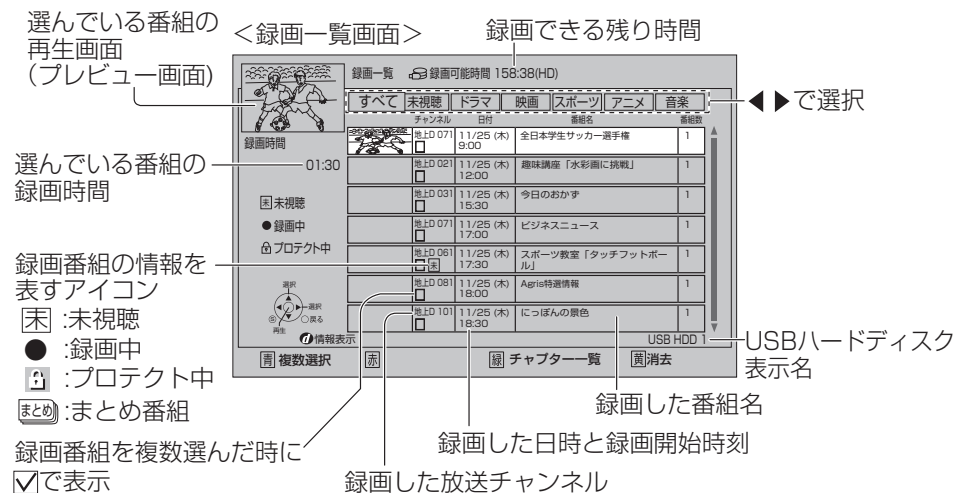 選んでいる番組の
再生画面
(プレビュー画面)
<録画一覧画面>
録画できる残り時間
録画一覧 録画可能時間 158:38(HD)
すべて 未視聴 ドラマ 映画 スポーツ アニメ 音楽
◀ ▶で選択
チャンネル 日付 番組名 番組数
録画時間
01:30
選んでいる番組の
録画時間
地上D 071 11/25 (木) 全日本学生サッカー選手権 1
9:00
地上D 021 11/25 (木) 趣味講座「水彩画に挑戦」 1
12:00
地上D 031 11/25 (木) 今日のおかず 1
15:30
地上D 071 11/25 (木) ビジネスニュース 1
17:00
地上D 061 11/25 (木) スポーツ教室「タッチフットボー 1
未 17:30 ル」
地上D 081 11/25 (木) Agris特選情報 1
18:00
地上D 101 11/25 (木) にっぽんの景色 1
18:30
未 未視聴
●録画中
プロテクト中
選択
選択
戻る
再生
d 情報表示
USB HDD 1
青 複数選択 赤 緑 チャプター一覧 黄 消去
録画番組の情報を
表すアイコン
未 :未視聴
● :録画中
:プロテクト中
まとめ :まとめ番組
録画番組を複数選んだ時に
☑で表示
USBハードディスク
表示名
録画した番組名
録画した日時と録画開始時刻
録画した放送チャンネル